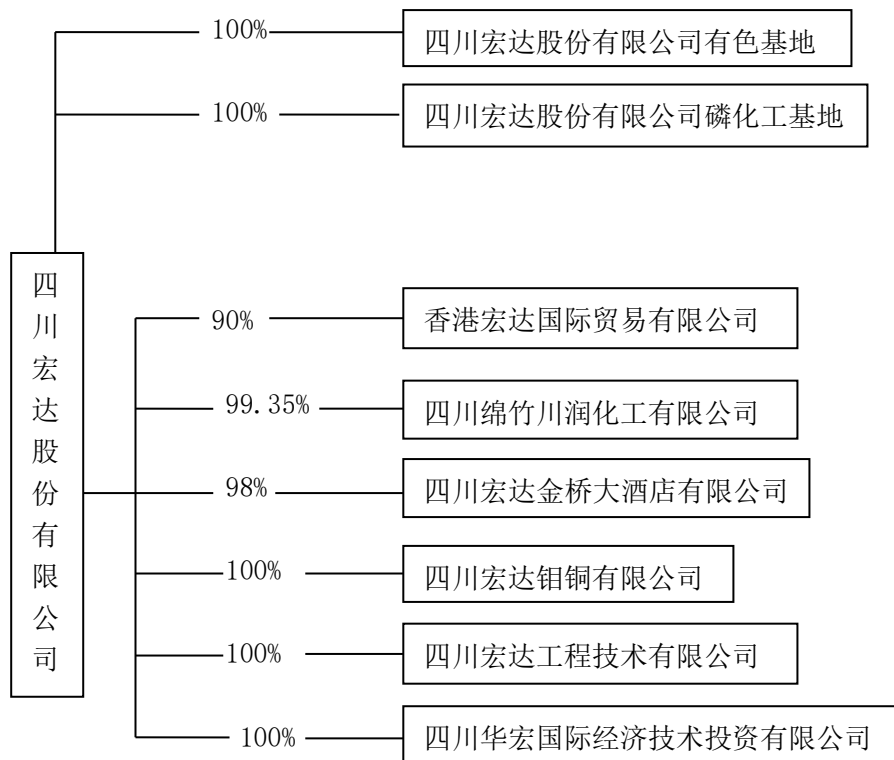 100%
四川宏达股份有限公司有色基地
100%
四川宏达股份有限公司磷化工基地
四川宏达股份有限公司
90%
香港宏达国际贸易有限公司
99.35%
四川绵竹川润化工有限公司
98%
四川宏达金桥大酒店有限公司
100%
四川宏达钼铜有限公司
100%
四川宏达工程技术有限公司
100%
四川华宏国际经济技术投资有限公司